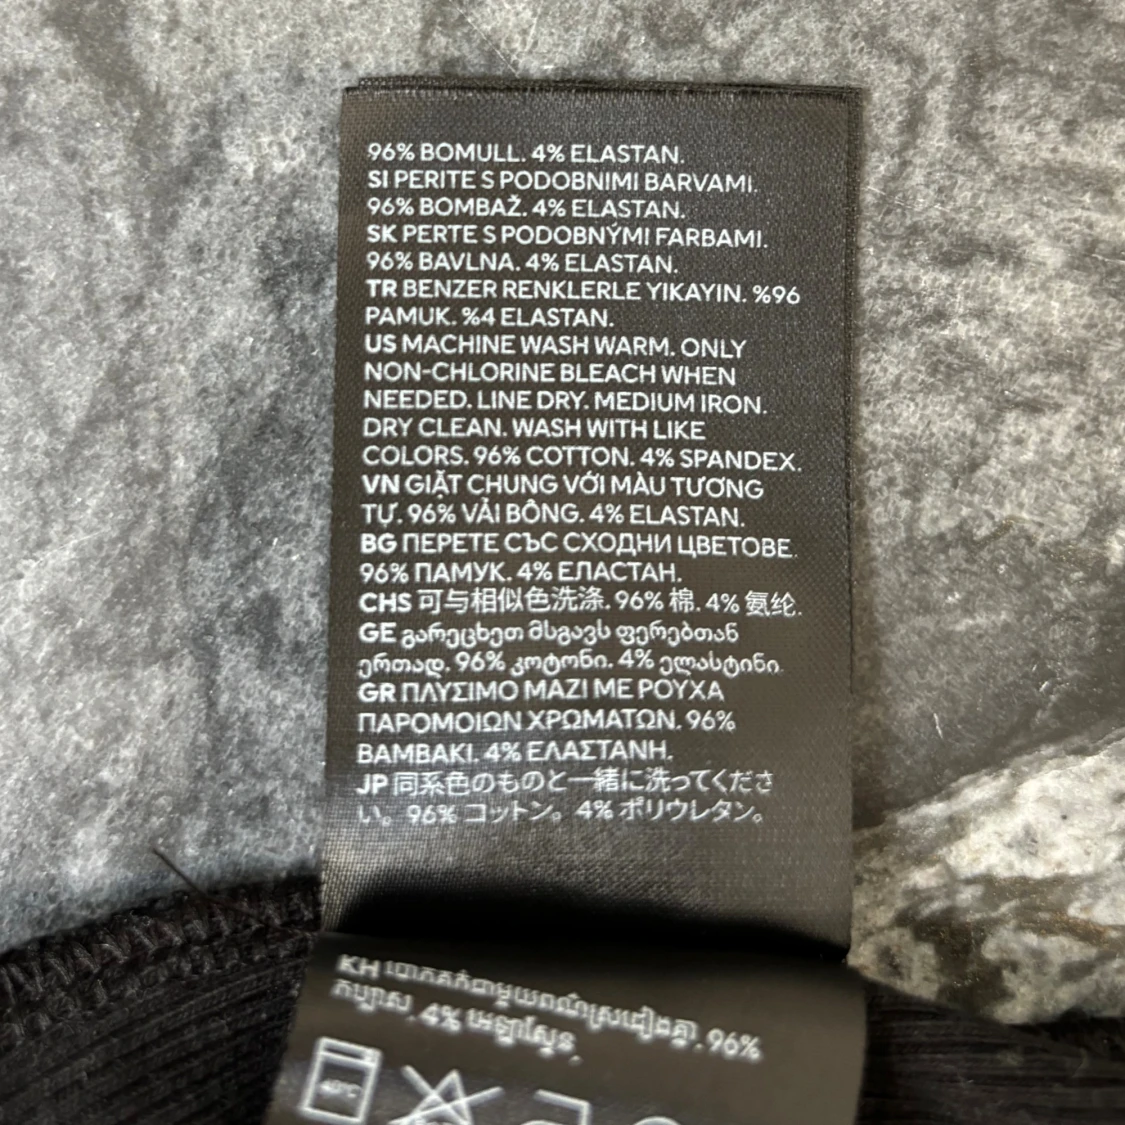 96% BOMULL. 4% ELASTAN.
SI PERITE S PODOBNIMI BARVAMI.
96% BOMBAŽ. 4% ELASTAN.
SK PERTE S PODOBNÝMI FARBAMI.
96% BAVLNA. 4% ELASTAN.
TR BENZER RENKLERLE YIKAYIN. %96
PAMUK. %4 ELASTAN.
US MACHINE WASH WARM. ONLY
NON-CHLORINE BLEACH WHEN
NEEDED. LINE DRY. MEDIUM IRON.
DRY CLEAN. WASH WITH LIKE
COLORS. 96% COTTON. 4% SPANDEX.
VN GIẶT CHUNG VỚI MÀU TƯƠNG
TỰ. 96% VẢI BÔNG. 4% ELASTAN.
BG ПЕРЕТЕ СЪС СХОДНИ ЦВЕТОВЕ.
96% ПАМУК. 4% ЕЛАСТАН.
CHS 可与相似色洗涤. 96% 棉. 4% 氨纶.
GE გარეცხეთ მსგავს ფერებთან
ერთად. 96% კოტონი. 4% ელასტინი.
GR ΠΛΥΣΙΜΟ ΜΑΖΙ ΜΕ ΡΟΥΧΑ
ΠΑΡΟΜΟΙΩΝ ΧΡΩΜΑΤΩΝ. 96%
ΒΑΜΒΑΚΙ. 4% ΕΛΑΣΤΑΝΗ.
JP 同系色のものと一緒に洗ってくださ
い。96% コットン。4% ポリウレタン。
KH 96%
4%
40°C